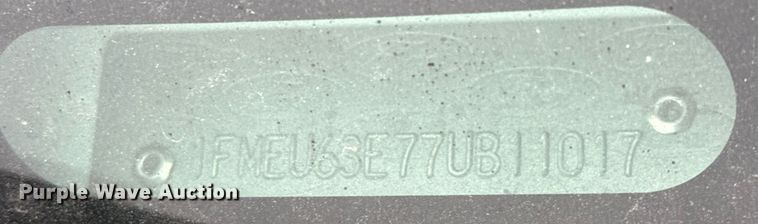 1FMEU63E77UB11017
Purple Wave Auction